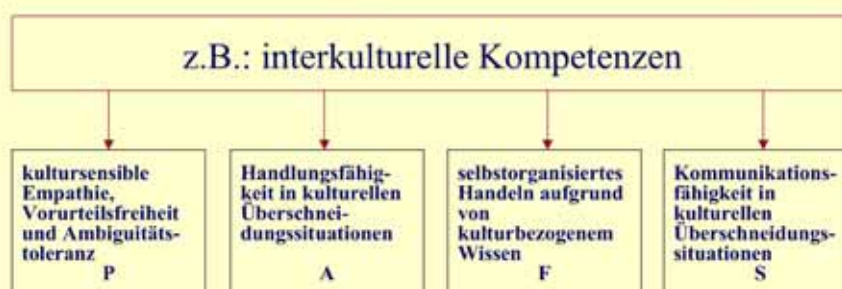 z.B.: interkulturelle Kompetenzen
kultursensible
Empathie,
Vorurteilsfreiheit
und Ambiguitäts-
toleranz
P
Handlungsfähig-
keit in kulturellen
Überschnei-
dungssituationen
A
selbstorganisiertes
Handeln aufgrund
von
kulturbezogenem
Wissen
F
Kommunikations-
fähigkeit in
kulturellen
Überschneidungs-
situationen
S